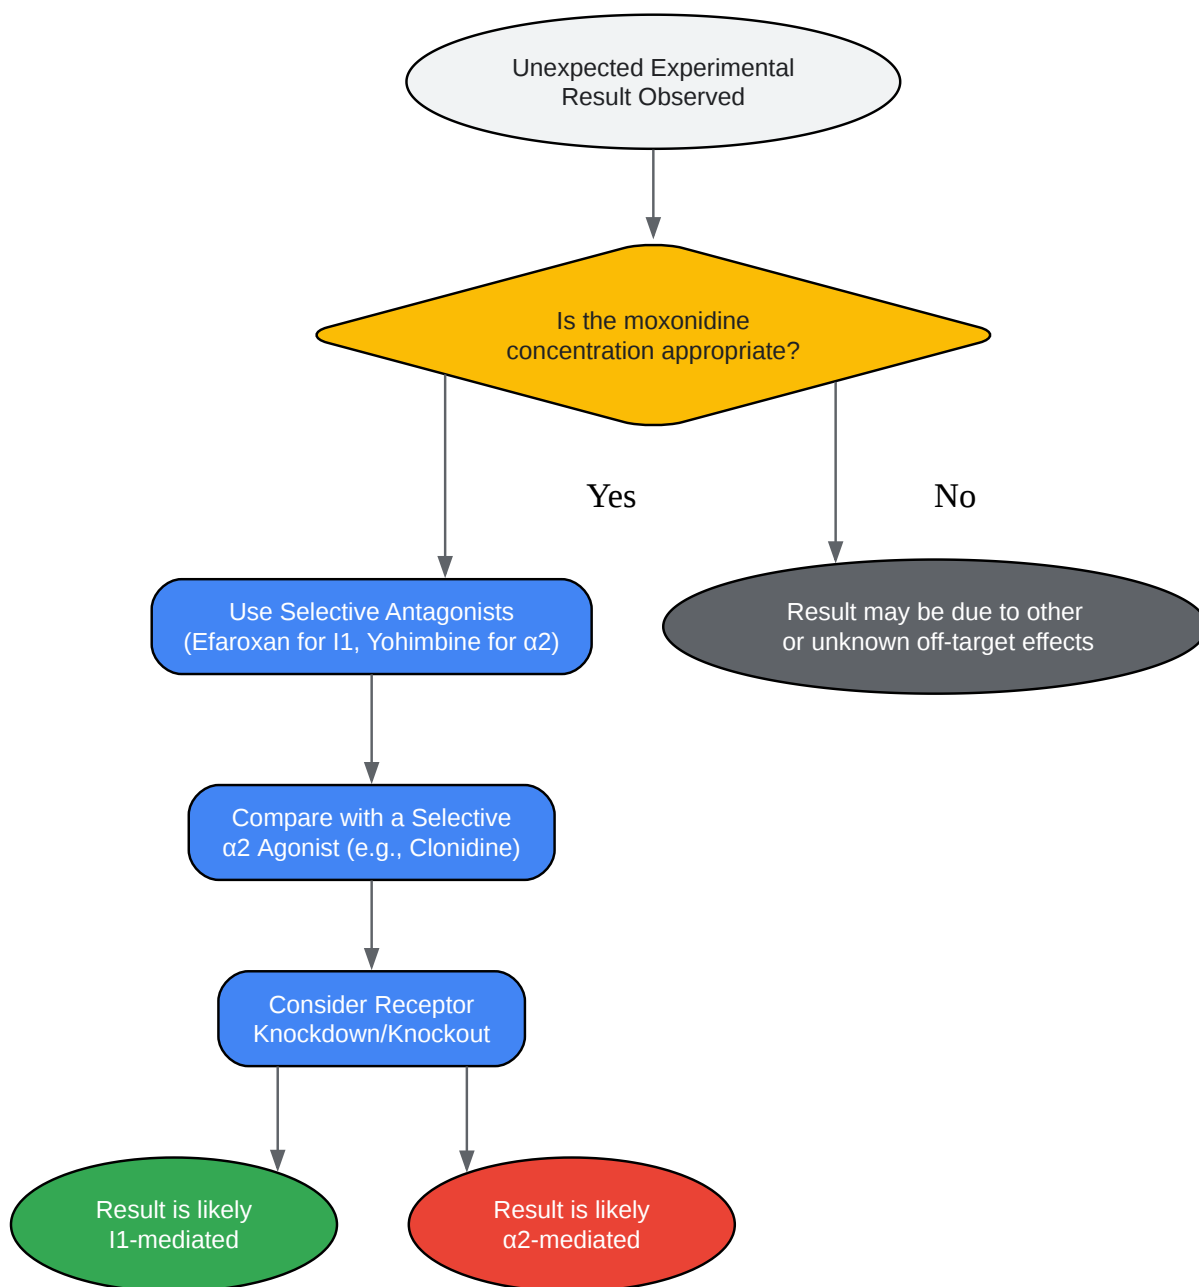 Unexpected Experimental
Result Observed
Is the moxonidine
concentration appropriate?
Yes
No
Use Selective Antagonists
(Efaroxan for I1, Yohimbine for α2)
Result may be due to other
or unknown off-target effects
Compare with a Selective
α2 Agonist (e.g., Clonidine)
Consider Receptor
Knockdown/Knockout
Result is likely
I1-mediated
Result is likely
α2-mediated